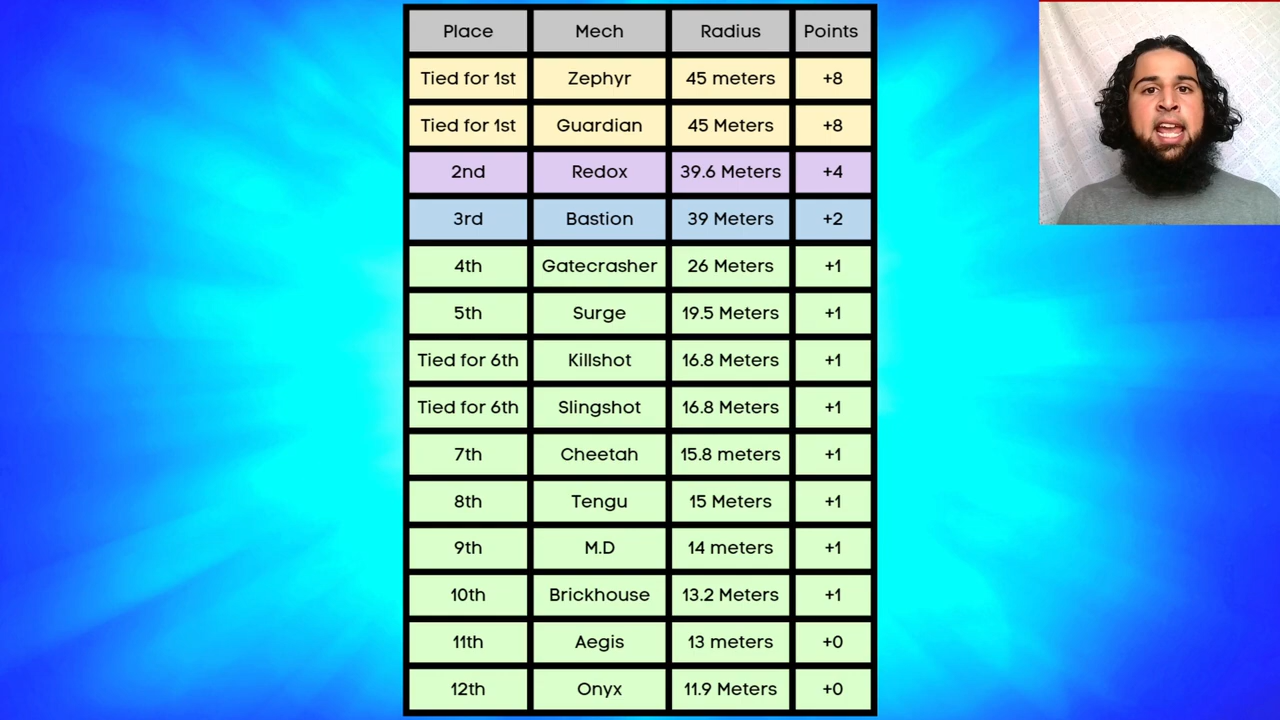 Place Mech Radius Points
Tied for 1st Zephyr 45 meters +8
Tied for 1st Guardian 45 Meters +8
2nd Redox 39.6 Meters +4
3rd Bastion 39 Meters +2
4th Gatecrasher 26 Meters +1
5th Surge 19.5 Meters +1
Tied for 6th Killshot 16.8 Meters +1
Tied for 6th Slingshot 16.8 Meters +1
7th Cheetah 15.8 meters +1
8th Tengu 15 Meters +1
9th M.D 14 meters +1
10th Brickhouse 13.2 Meters +1
11th Aegis 13 meters +0
12th Onyx 11.9 Meters +0